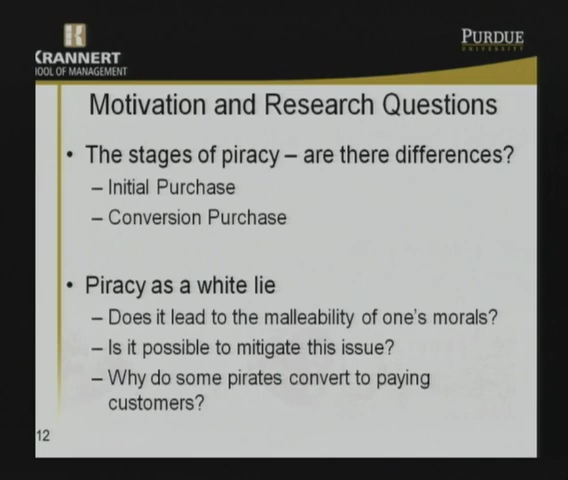 KRANNERT
OOL OF MANAGEMENT
PURDUE
UNIVERSITY
Motivation and Research Questions
• The stages of piracy – are there differences?
– Initial Purchase
– Conversion Purchase
• Piracy as a white lie
– Does it lead to the malleability of one's morals?
– Is it possible to mitigate this issue?
– Why do some pirates convert to paying
customers?
12